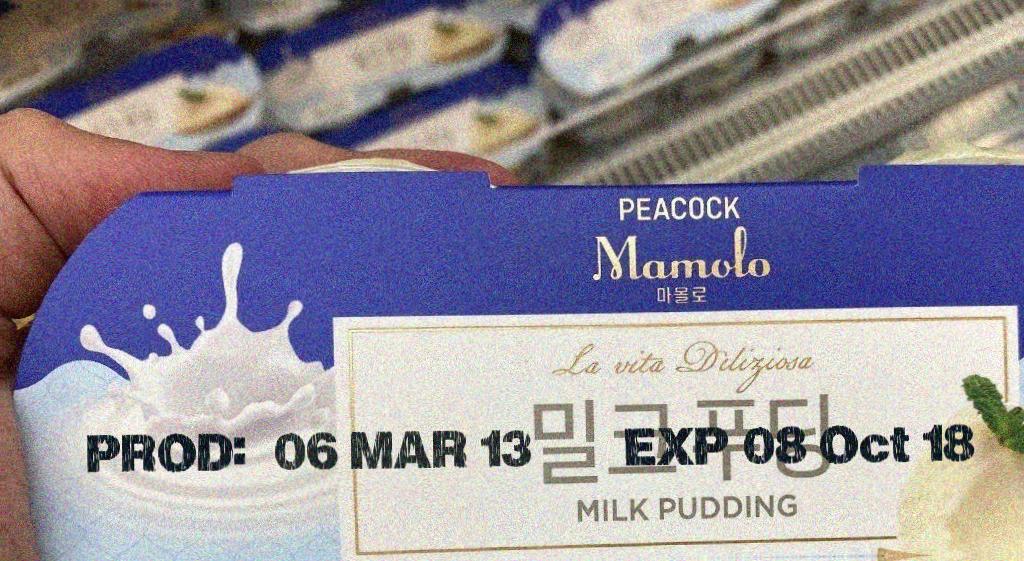 PEACOCK
Mamolo
마몰로
La vita Diliziosa
밀크푸딩
PROD: 06 MAR 13 EXP 08 Oct 18
MILK PUDDING